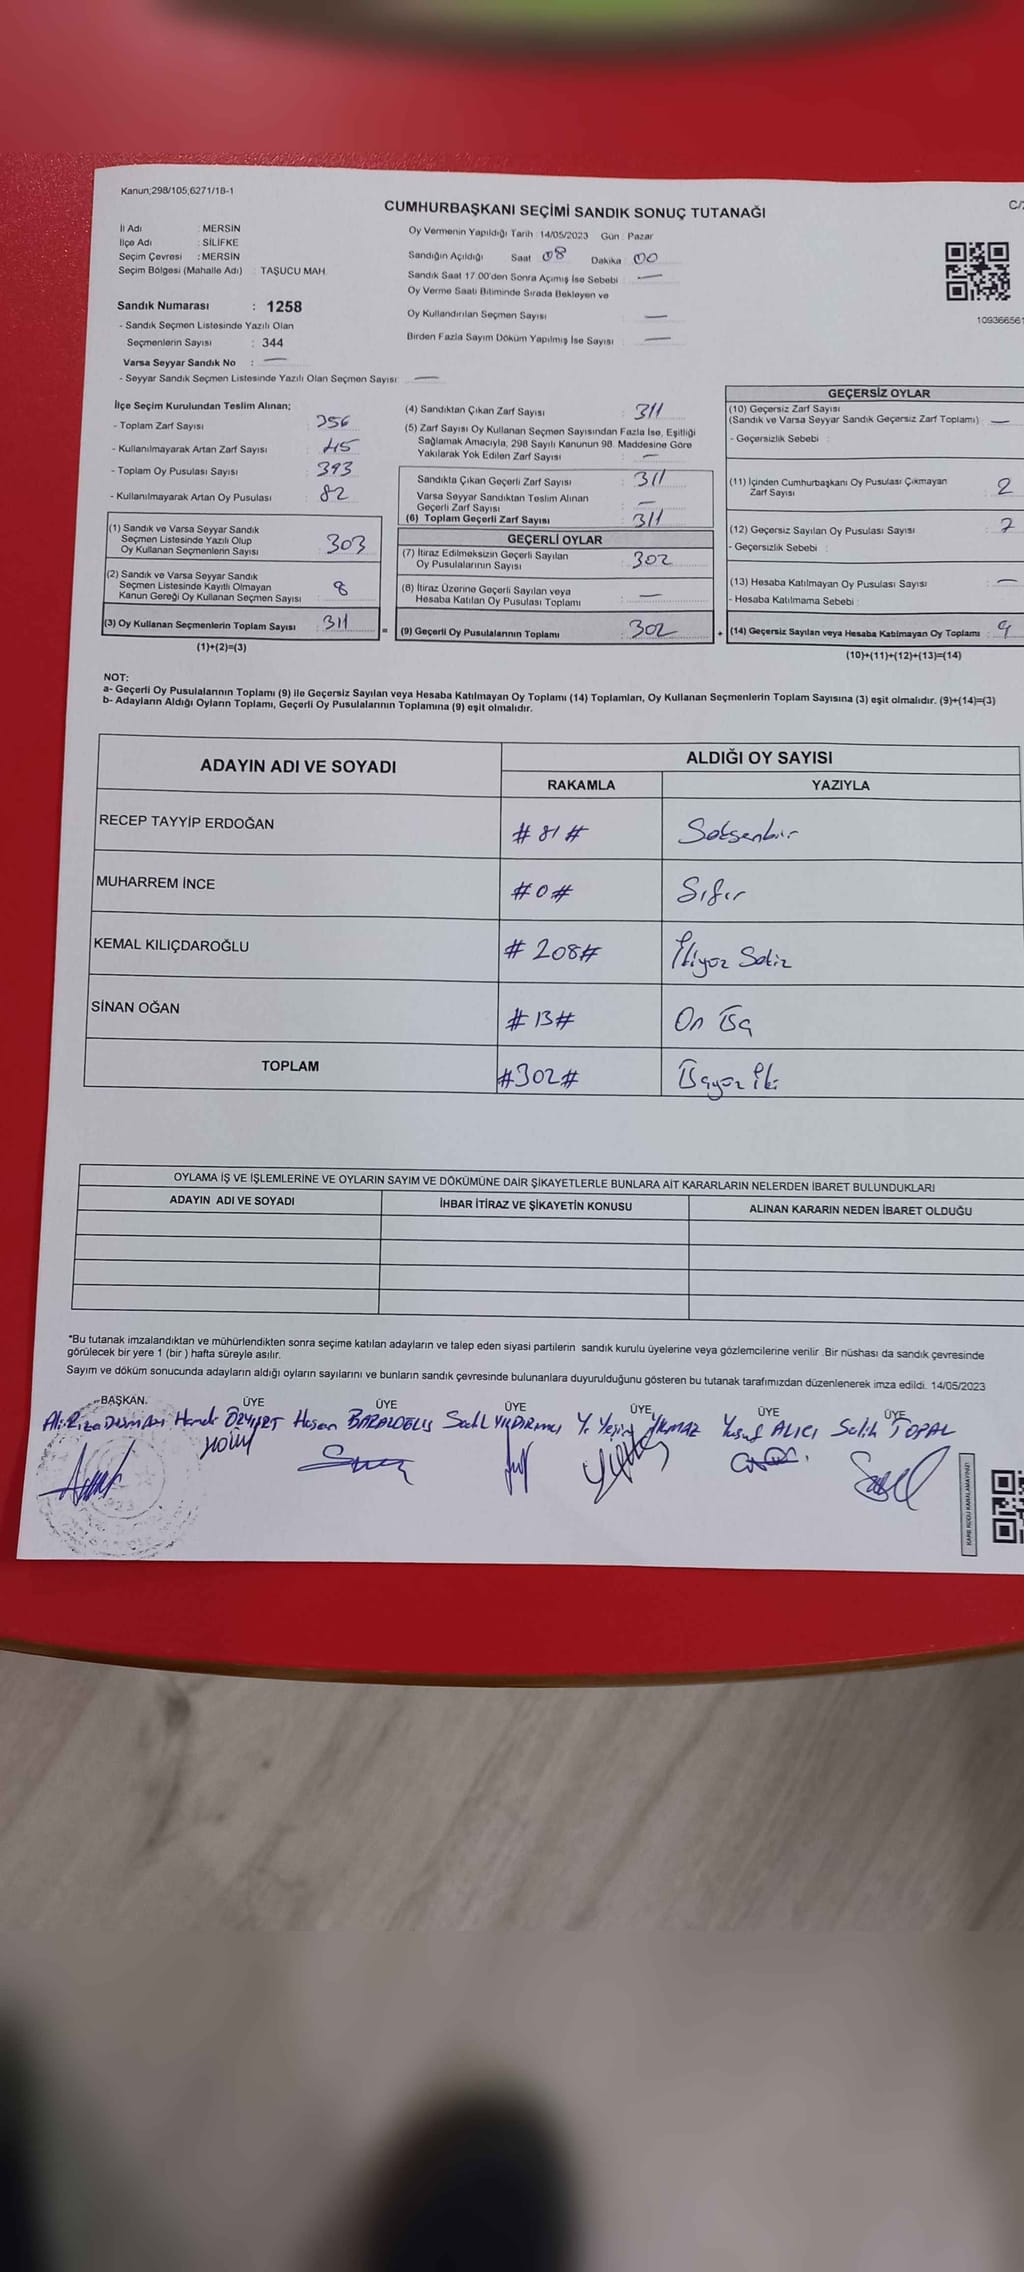 Kanun;298/105,6271/18-1
CUMHURBAŞKANI SEÇİMİ SANDIK SONUÇ TUTANAĞI
İl Adı : MERSİN
İlçe Adı : SİLİFKE
Seçim Çevresi : MERSİN
Seçim Bölgesi (Mahalle Adı) : TAŞUCU MAH.
Sandık Numarası : 1258
- Sandık Seçmen Listesinde Yazılı Olan
Seçmenlerin Sayısı : 344
Varsa Seyyar Sandık No : —
- Seyyar Sandık Seçmen Listesinde Yazılı Olan Seçmen Sayısı : —
Oy Vermenin Yapıldığı Tarih : 14/05/2023 Gün : Pazar
Sandığın Açıldığı Saat : 08 Dakika : 00
Sandık Saat 17.00'den Sonra Açımış İse Sebebi : —
Oy Verme Saati Bitiminde Sırada Bekleyen ve
Oy Kullandırılan Seçmen Sayısı : —
Birden Fazla Sayım Döküm Yapılmış İse Sayısı : —
109366561
İlçe Seçim Kurulundan Teslim Alınan;
- Toplam Zarf Sayısı : 356
- Kullanılmayarak Artan Zarf Sayısı : 45
- Toplam Oy Pusulası Sayısı : 393
- Kullanılmayarak Artan Oy Pusulası : 82
(1) Sandık ve Varsa Seyyar Sandık
Seçmen Listesinde Yazılı Olup
Oy Kullanan Seçmenlerin Sayısı : 303
(2) Sandık ve Varsa Seyyar Sandık
Seçmen Listesinde Kayıtlı Olmayan
Kanun Gereği Oy Kullanan Seçmen Sayısı : 8
(3) Oy Kullanan Seçmenlerin Toplam Sayısı : 311
(1)+(2)=(3)
(4) Sandıktan Çıkan Zarf Sayısı : 311
(5) Zarf Sayısı Oy Kullanan Seçmen Sayısından Fazla İse, Eşitliği
Sağlamak Amacıyla, 298 Sayılı Kanunun 98. Maddesine Göre
Yakılarak Yok Edilen Zarf Sayısı : —
Sandıkta Çıkan Geçerli Zarf Sayısı : 311
Varsa Seyyar Sandıktan Teslim Alınan
Geçerli Zarf Sayısı : —
(6) Toplam Geçerli Zarf Sayısı : 311
GEÇERLİ OYLAR
(7) İtiraz Edilmeksizin Geçerli Sayılan
Oy Pusulalarının Sayısı : 302
(8) İtiraz Üzerine Geçerli Sayılan veya
Hesaba Katılan Oy Pusulası Toplamı : —
= (9) Geçerli Oy Pusulalarının Toplamı : 302 +
GEÇERSİZ OYLAR
(10) Geçersiz Zarf Sayısı
(Sandık ve Varsa Seyyar Sandık Geçersiz Zarf Toplamı) : —
- Geçersizlik Sebebi :
(11) İçinden Cumhurbaşkanı Oy Pusulası Çıkmayan
Zarf Sayısı : 2
(12) Geçersiz Sayılan Oy Pusulası Sayısı : 7
- Geçersizlik Sebebi :
(13) Hesaba Katılmayan Oy Pusulası Sayısı : —
- Hesaba Katılmama Sebebi :
(14) Geçersiz Sayılan veya Hesaba Katılmayan Oy Toplamı : 9
(10)+(11)+(12)+(13)=(14)
NOT:
a- Geçerli Oy Pusulalarının Toplamı (9) ile Geçersiz Sayılan veya Hesaba Katılmayan Oy Toplamı (14) Toplamları, Oy Kullanan Seçmenlerin Toplam Sayısına (3) eşit olmalıdır. (9)+(14)=(3)
b- Adayların Aldığı Oyların Toplamı, Geçerli Oy Pusulalarının Toplamına (9) eşit olmalıdır.
ADAYIN ADI VE SOYADI ALDIĞI OY SAYISI
RAKAMLA YAZIYLA
RECEP TAYYİP ERDOĞAN #81# Seksenbir
MUHARREM İNCE #0# Sıfır
KEMAL KILIÇDAROĞLU #208# İkiyüz Sekiz
SİNAN OĞAN #13# On Üç
TOPLAM #302# Üçyüz İki
OYLAMA İŞ VE İŞLEMLERİNE VE OYLARIN SAYIM VE DÖKÜMÜNE DAİR ŞİKAYETLERLE BUNLARA AİT KARARLARIN NELERDEN İBARET BULUNDUKLARI
ADAYIN ADI VE SOYADI İHBAR İTİRAZ VE ŞİKAYETİN KONUSU ALINAN KARARIN NEDEN İBARET OLDUĞU
*Bu tutanak imzalandıktan ve mühürlendikten sonra seçime katılan adayların ve talep eden siyasi partilerin sandık kurulu üyelerine veya gözlemcilerine verilir .Bir nüshası da sandık çevresinde
görülecek bir yere 1 (bir ) hafta süreyle asılır.
Sayım ve döküm sonucunda adayların aldığı oyların sayılarını ve bunların sandık çevresinde bulunanlara duyurulduğunu gösteren bu tutanak tarafımızdan düzenlenerek imza edildi. 14/05/2023
BAŞKAN. ÜYE ÜYE ÜYE ÜYE ÜYE ÜYE
Ali Rıza Hasan Sedil YILDIRIM Y. Yeşim YILMAZ Yusuf ALICI Salih TOPAL